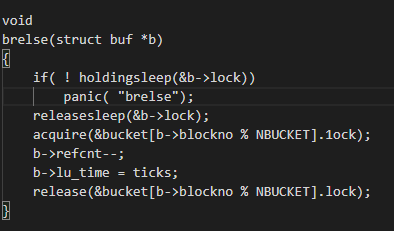 void
brelse(struct buf *b)
{
    if( ! holdingsleep(&b->lock))
        panic( "brelse");
    releasesleep(&b->lock);
    acquire(&bucket[b->blockno % NBUCKET].1ock);
    b->refcnt--;
    b->lu_time = ticks;
    release(&bucket[b->blockno % NBUCKET].lock);
}